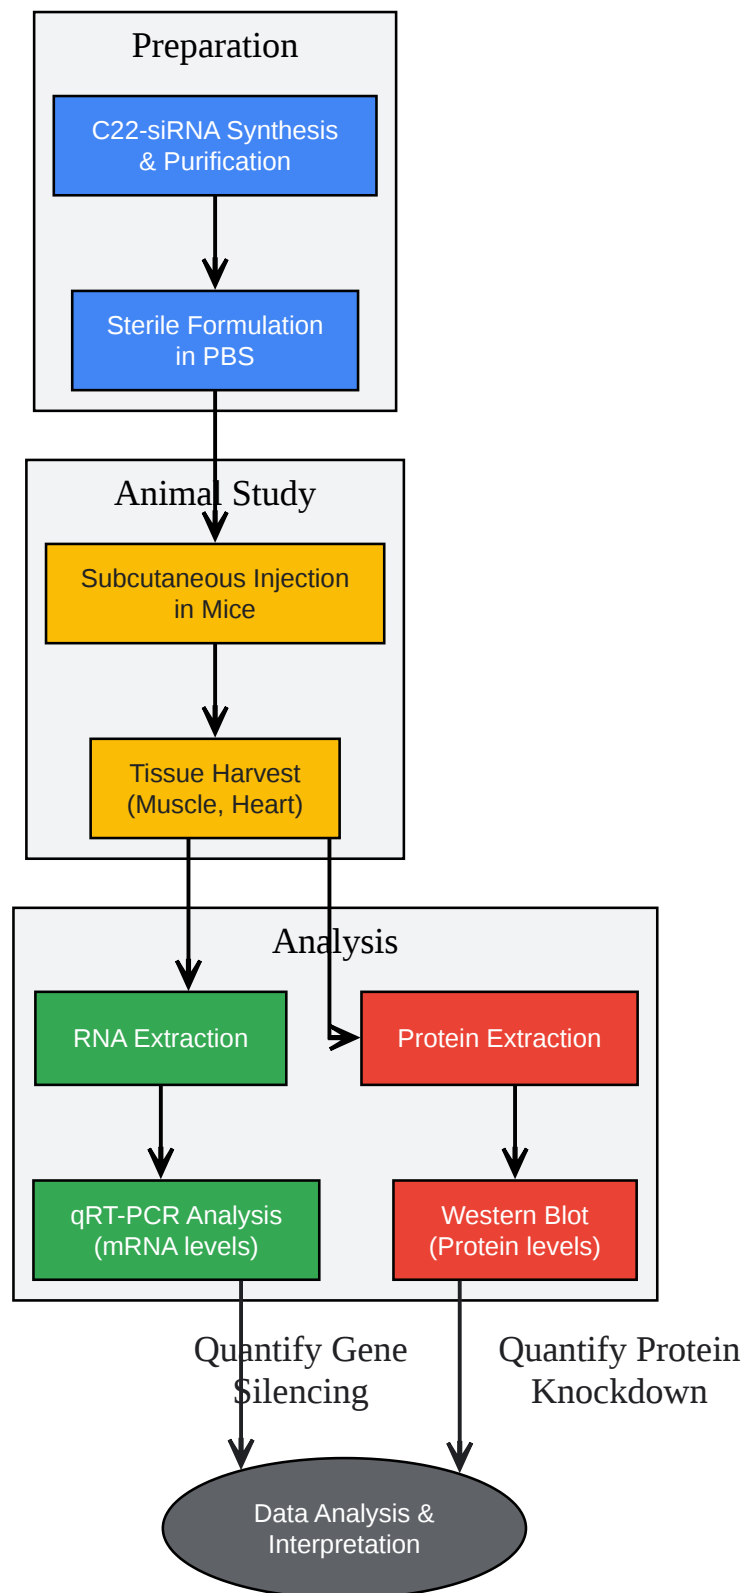 Preparation
C22-siRNA Synthesis
& Purification
Sterile Formulation
in PBS
Animal Study
Subcutaneous Injection
in Mice
Tissue Harvest
(Muscle, Heart)
Analysis
RNA Extraction
Protein Extraction
qRT-PCR Analysis
(mRNA levels)
Western Blot
(Protein levels)
Quantify Gene
Silencing
Quantify Protein
Knockdown
Data Analysis &
Interpretation